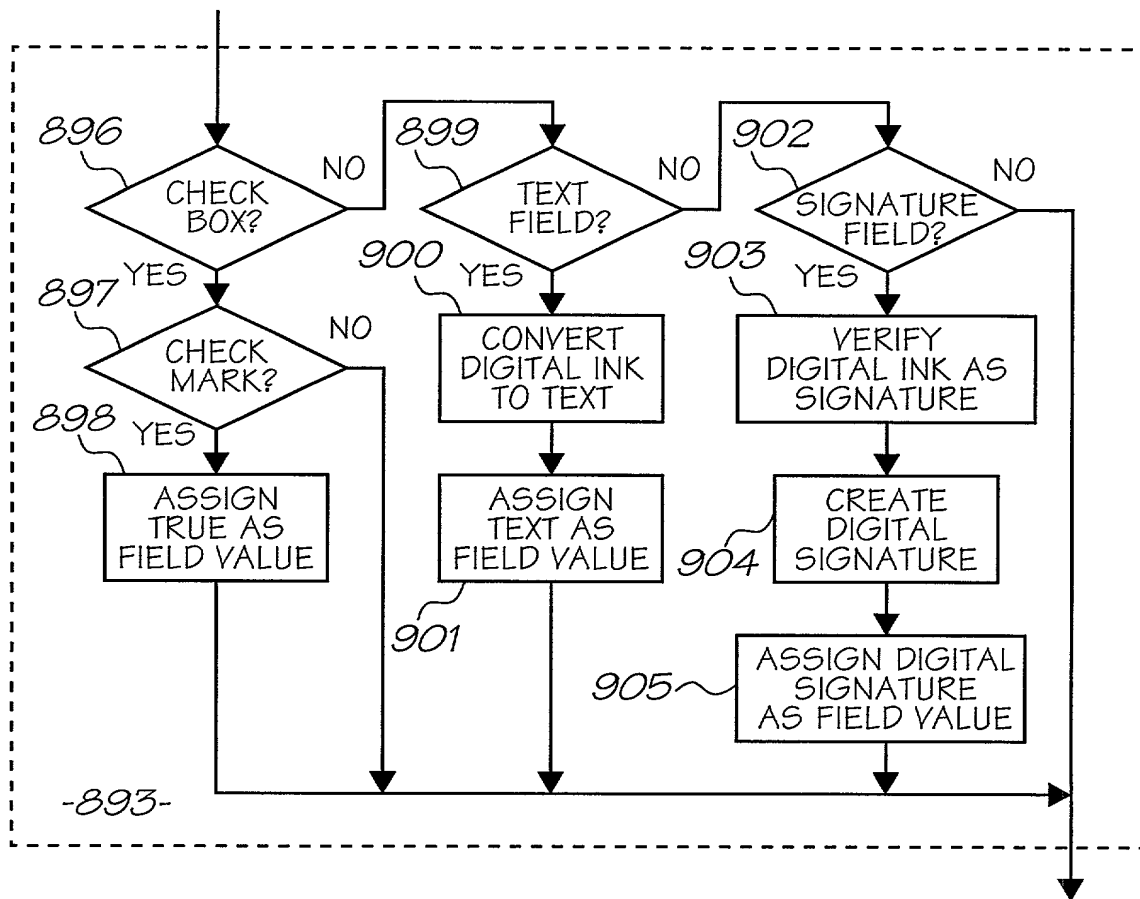 896
CHECK
BOX?
NO
YES
897
CHECK
MARK?
NO
YES
898
ASSIGN
TRUE AS
FIELD VALUE
899
TEXT
FIELD?
NO
YES
900
CONVERT
DIGITAL INK
TO TEXT
ASSIGN
TEXT AS
FIELD VALUE
901
902
SIGNATURE
FIELD?
NO
YES
903
VERIFY
DIGITAL INK AS
SIGNATURE
CREATE
DIGITAL
SIGNATURE
904
905
ASSIGN DIGITAL
SIGNATURE
AS FIELD VALUE
-893-